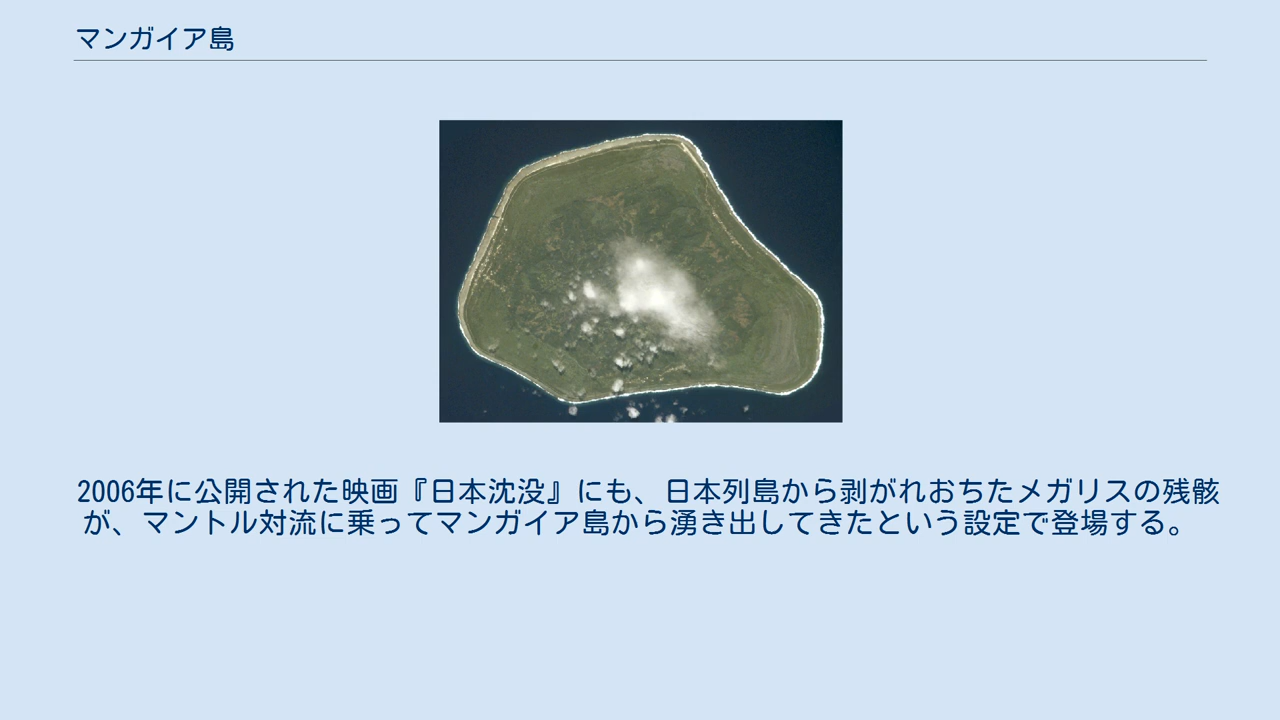 マンガイア島
2006年に公開された映画『日本沈没』にも、日本列島から剥がれおちたメガリスの残骸
が、マントル対流に乗ってマンガイア島から湧き出してきたという設定で登場する。